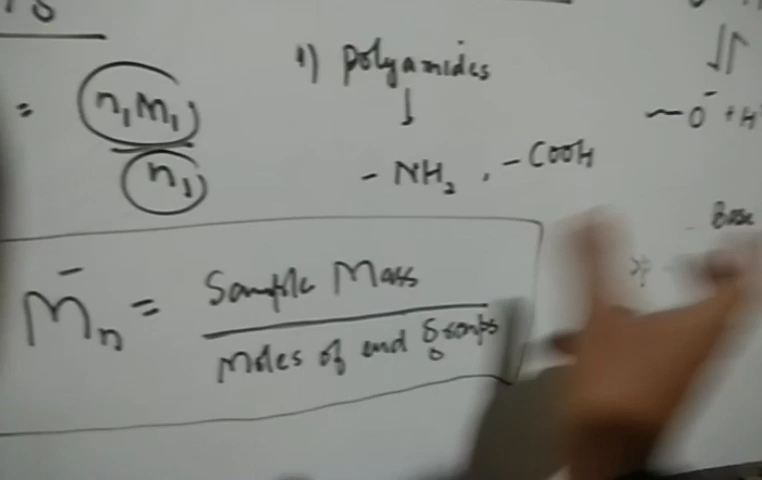 1) Polyamides
↓
- NH₂ , - COOH
= n₁M₁ / n₁
M̄n = Sample Mass / Moles of end groups
~O⁻ + H
Base